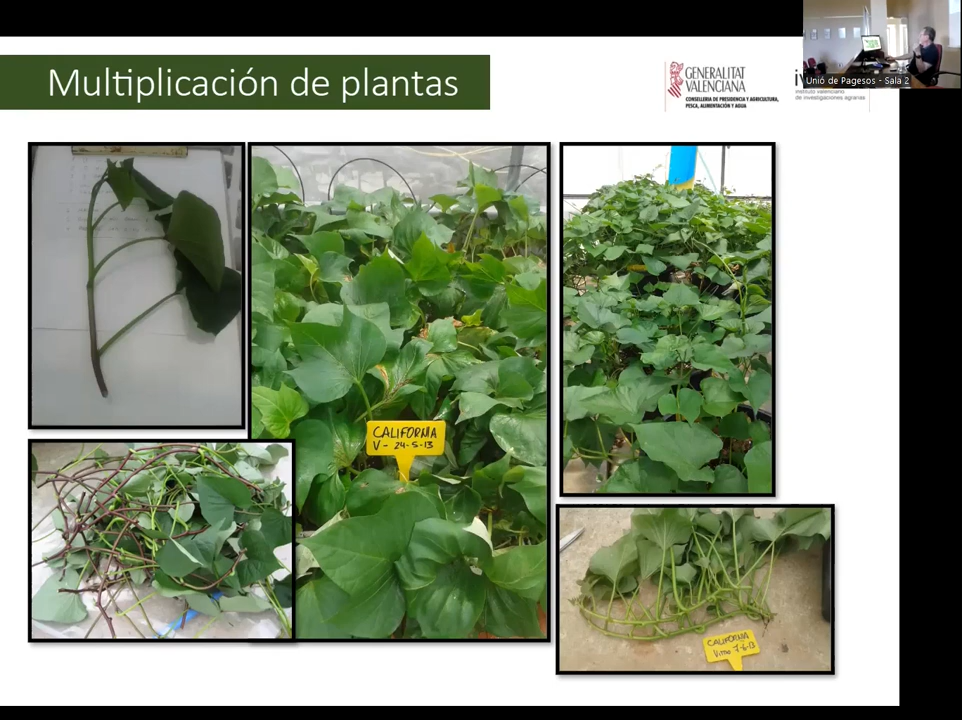 Multiplicación de plantas
GENERALITAT
VALENCIANA
CONSELLERIA DE PRESIDENCIA Y AGRICULTURA,
PESCA, ALIMENTACIÓN Y AGUA
instituto valenciano
de investigaciones agrarias
Unió de Pagesos - Sala 2
CALIFORNIA
V - 24-5-13
CALIFORNIA
7-6-13